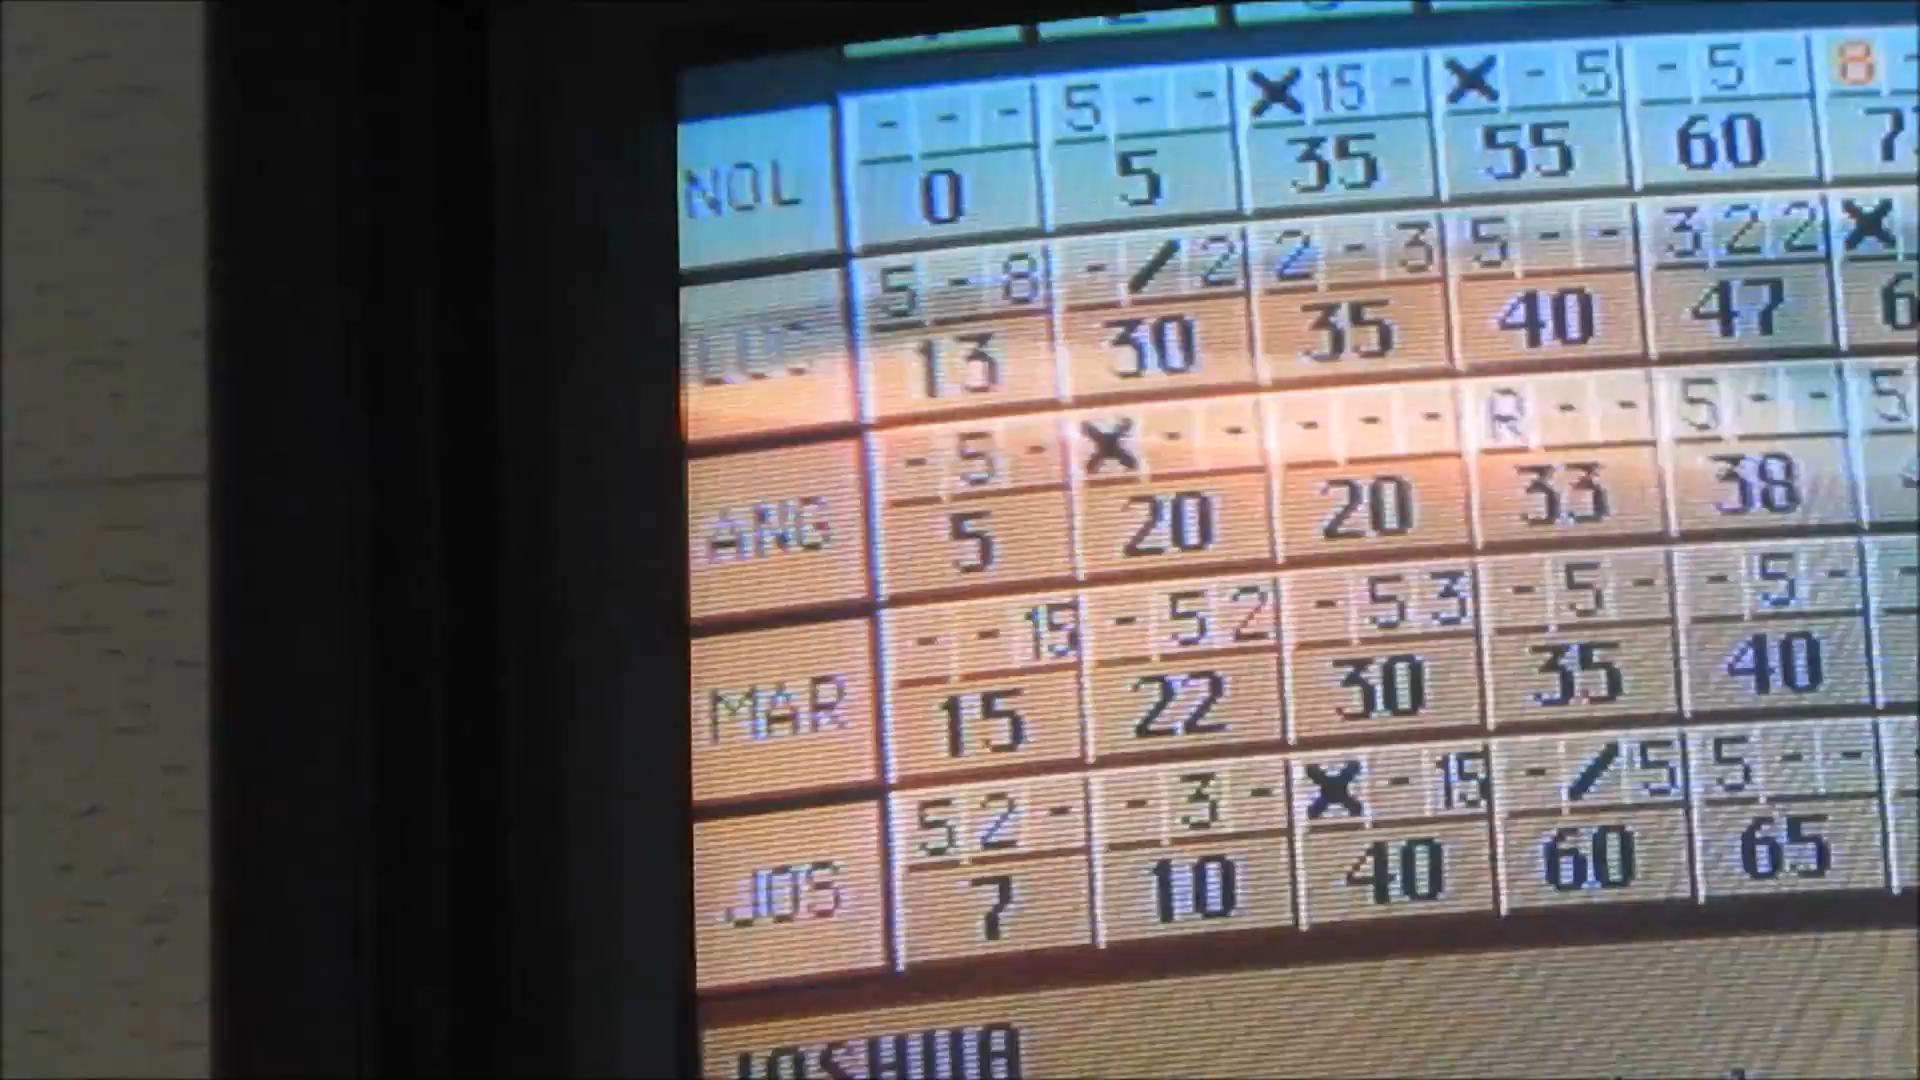 - - - 5 - - X 15 - X - 5 - 5 - 8 -
NOL 0 5 35 55 60
5 - 8 - / 2 2 - 3 5 - - 3 2 2 X
13 30 35 40 47
- 5 - X - - - - - R - - 5 - - 5
ANG 5 20 20 33 38
- - 15 - 5 2 - 5 3 - 5 - - 5 - -
MAR 15 22 30 35 40
5 2 - - 3 - X - 15 - / 5 5 - -
JOS 7 10 40 60 65
JOSHUA